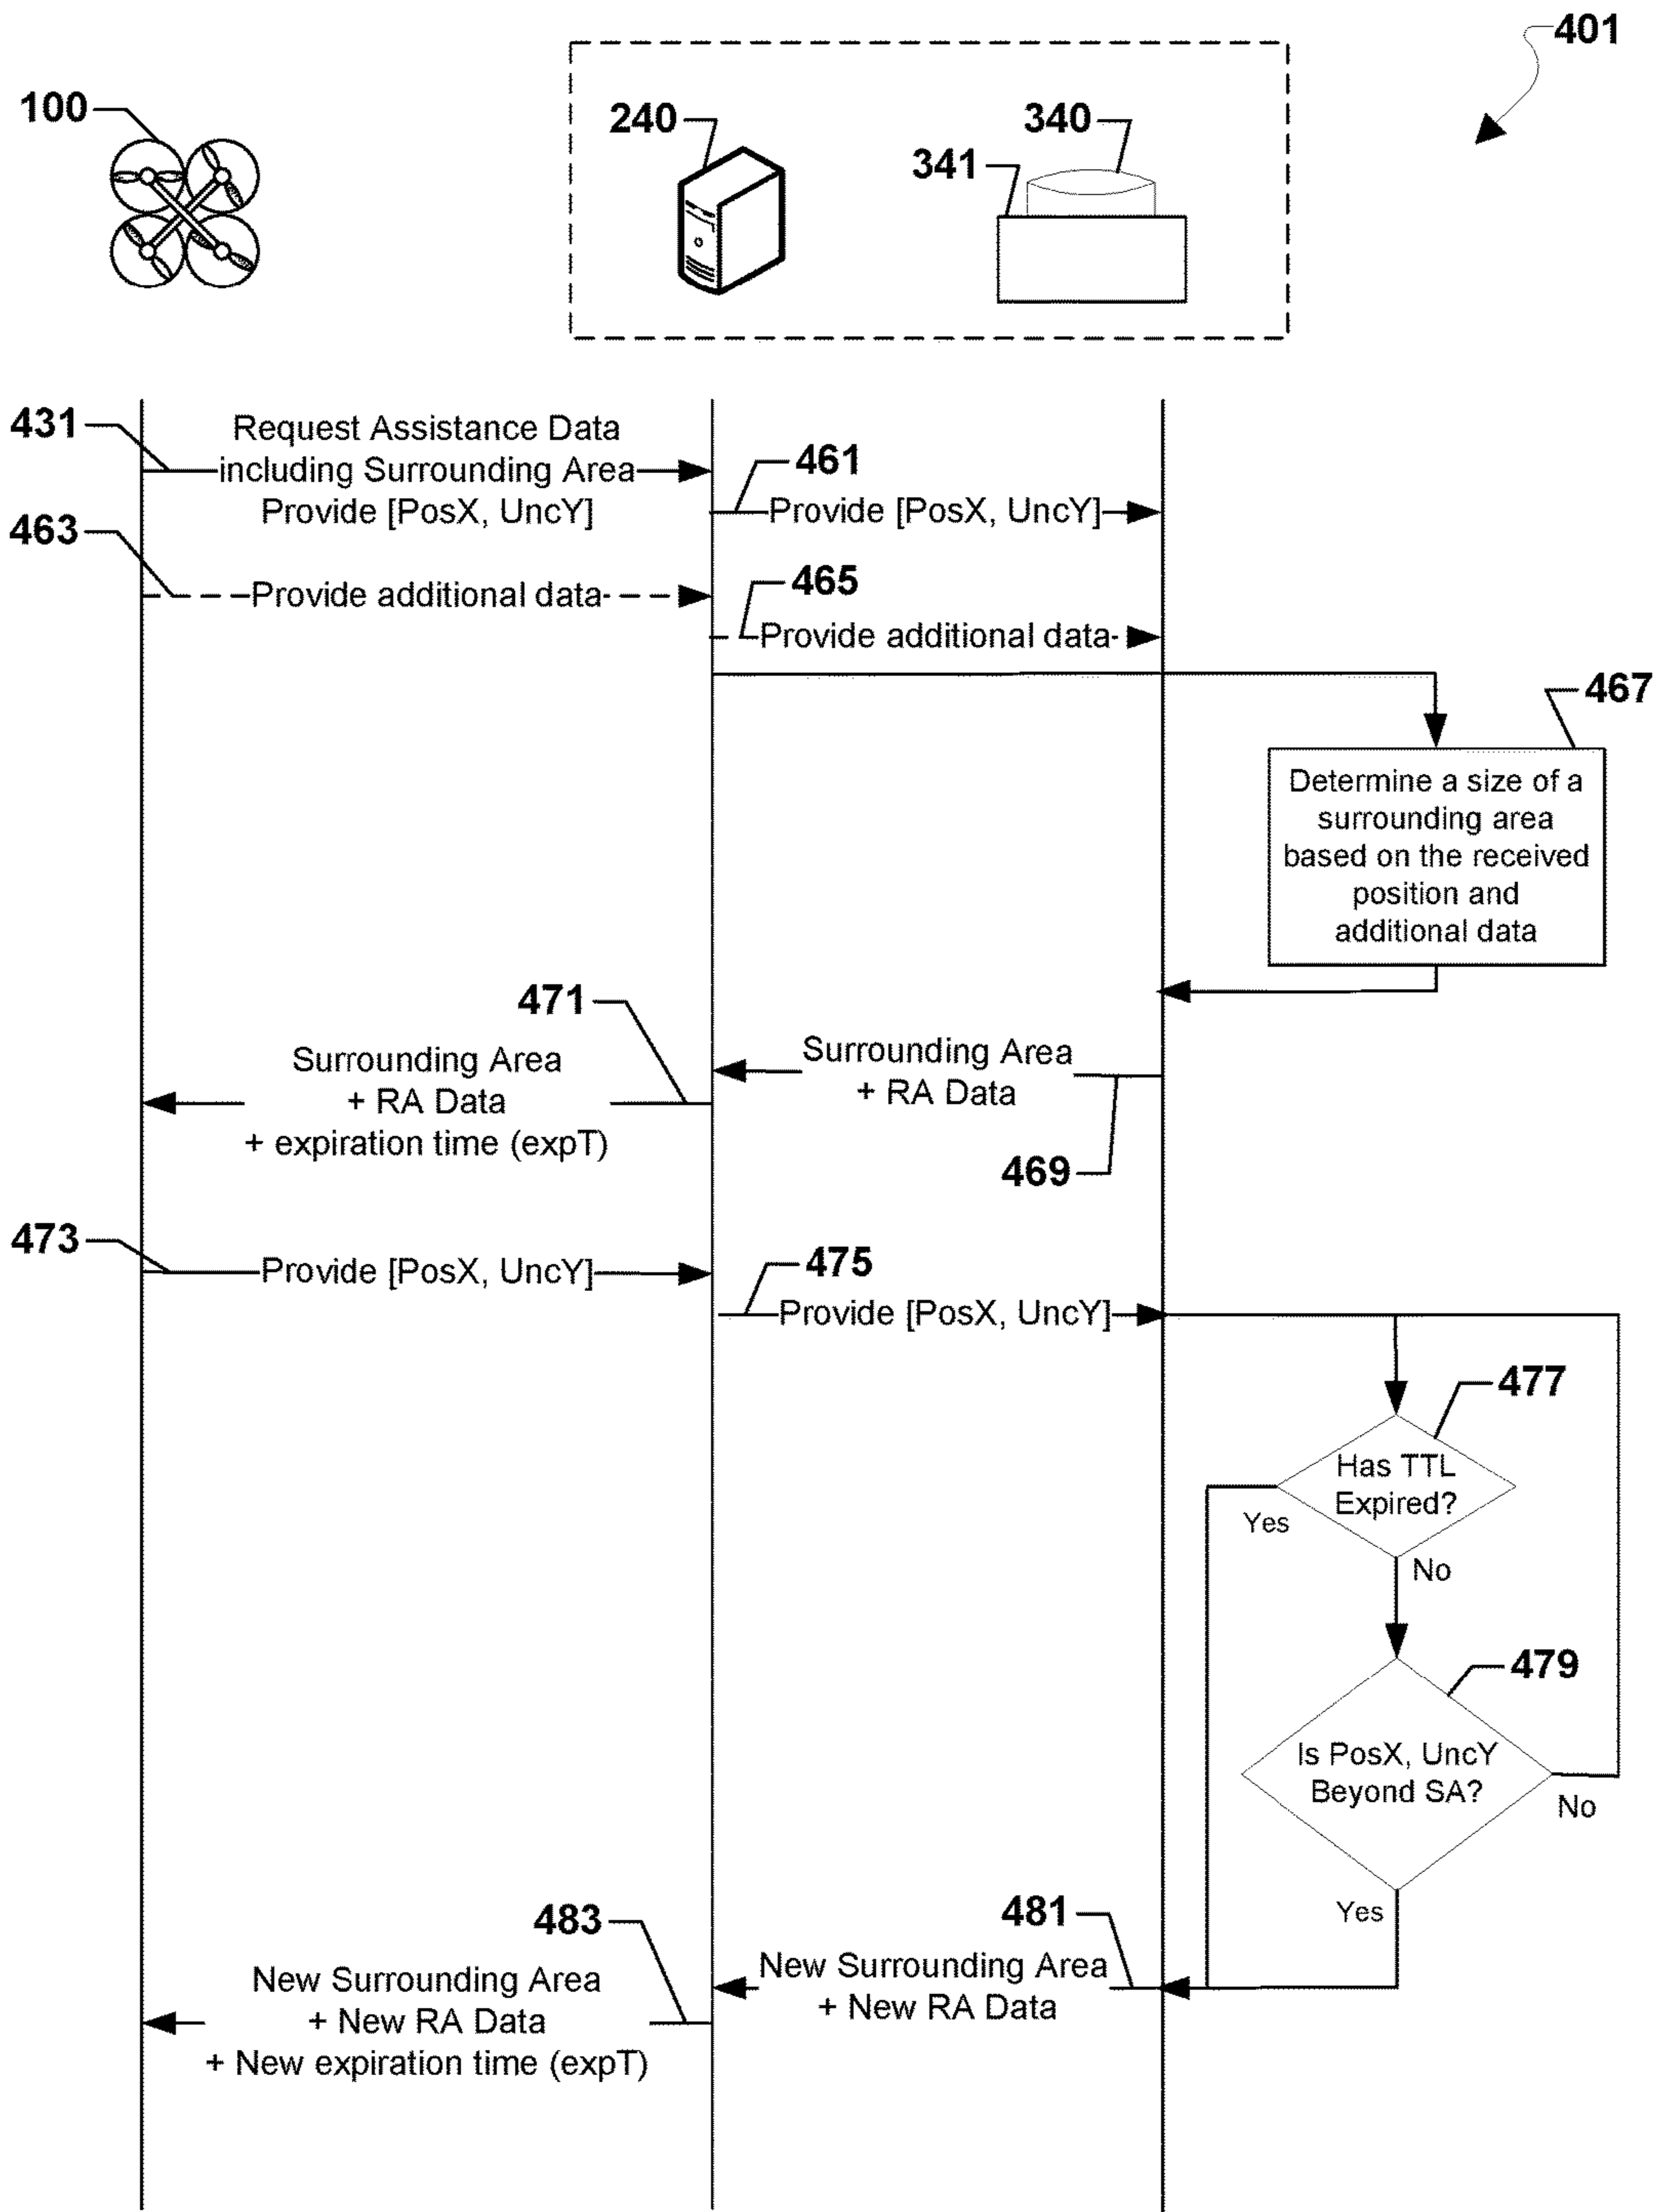 401
100
240
340
341
431
Request Assistance Data
including Surrounding Area
Provide [PosX, UncY]
461
Provide [PosX, UncY]
463
Provide additional data
465
Provide additional data
467
Determine a size of a
surrounding area
based on the received
position and
additional data
471
Surrounding Area
+ RA Data
+ expiration time (expT)
Surrounding Area
+ RA Data
469
473
Provide [PosX, UncY]
475
Provide [PosX, UncY]
477
Has TTL
Expired?
Yes
No
479
Is PosX, UncY
Beyond SA?
No
Yes
483
New Surrounding Area
+ New RA Data
+ New expiration time (expT)
481
New Surrounding Area
+ New RA Data